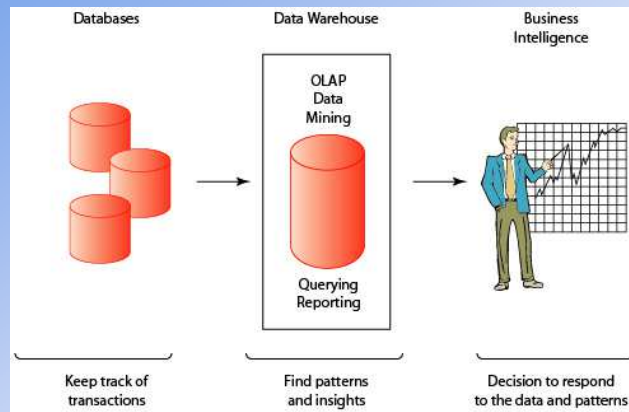 Databases
Data Warehouse
Business
Intelligence
OLAP
Data
Mining
Querying
Reporting
Keep track of
transactions
Find patterns
and insights
Decision to respond
to the data and patterns